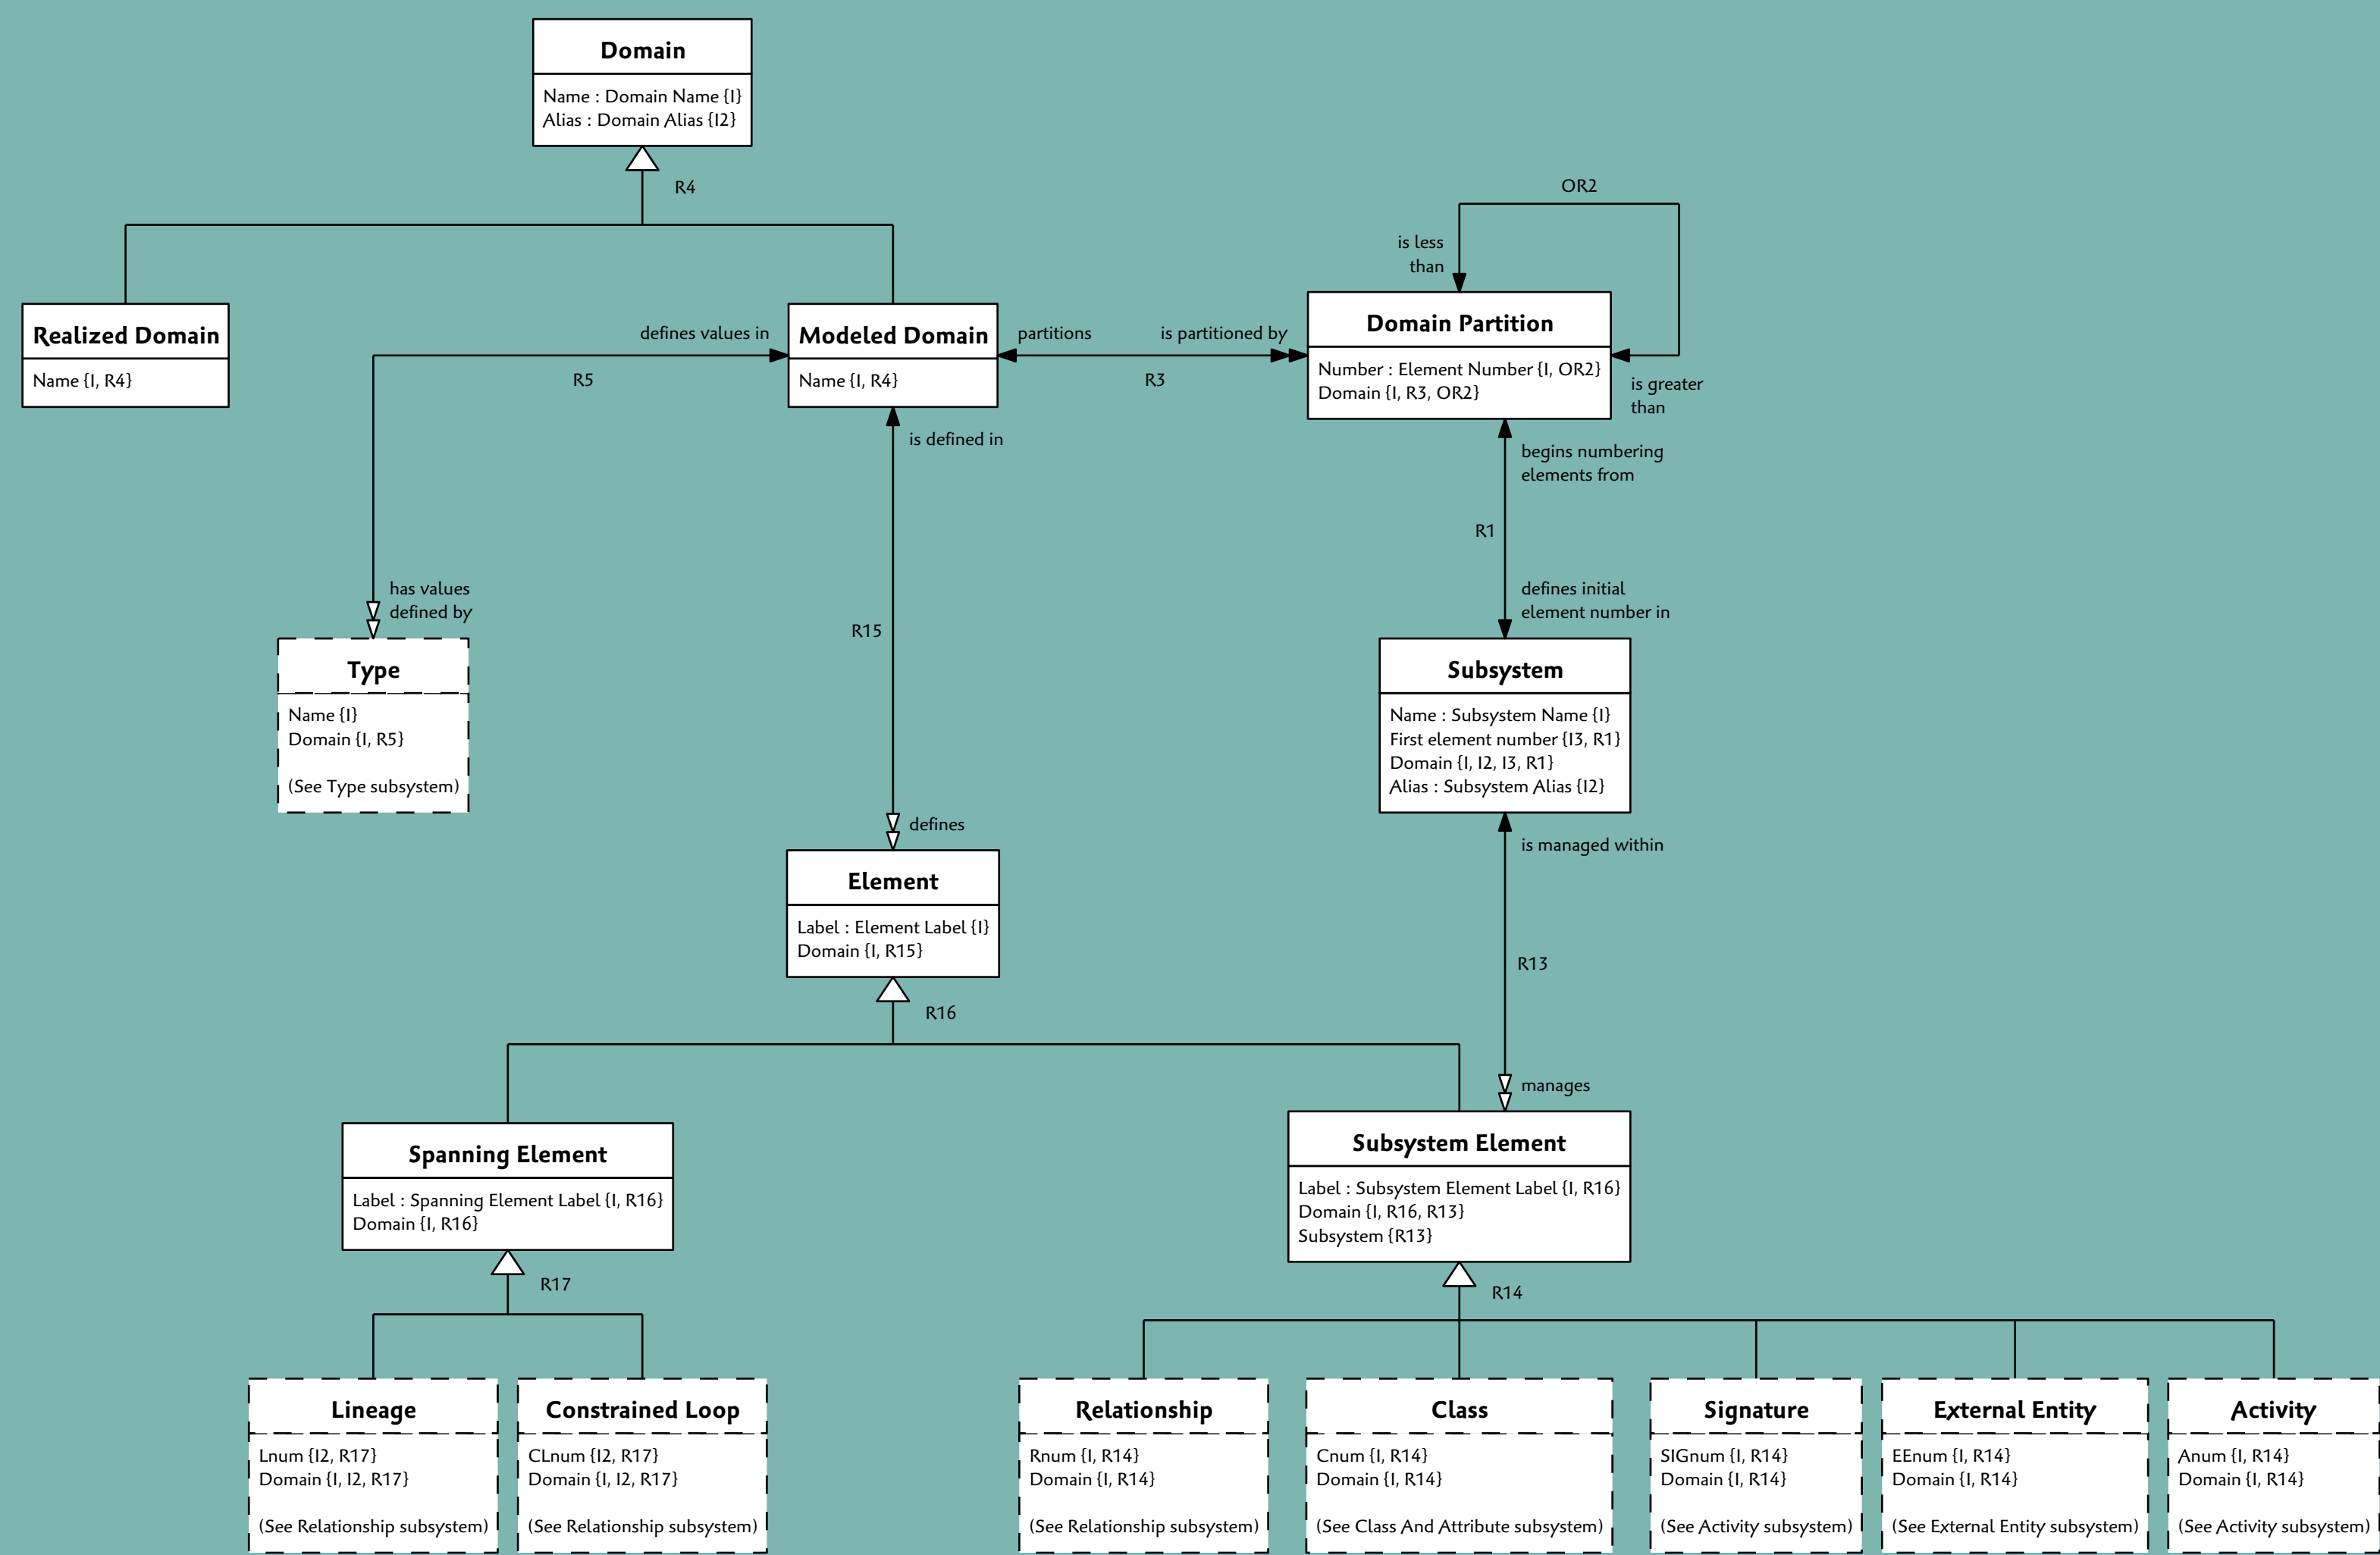 Domain
Name : Domain Name {I}
Alias : Domain Alias {I2}
R4
OR2
is less
than
Realized Domain
Name {I, R4}
defines values in
R5
Modeled Domain
Name {I, R4}
partitions
is partitioned by
R3
Domain Partition
Number : Element Number {I, OR2}
Domain {I, R3, OR2}
is greater
than
is defined in
begins numbering
elements from
R1
has values
defined by
R15
defines initial
element number in
Type
Name {I}
Domain {I, R5}
(See Type subsystem)
Subsystem
Name : Subsystem Name {I}
First element number {I3, R1}
Domain {I, I2, I3, R1}
Alias : Subsystem Alias {I2}
defines
is managed within
Element
Label : Element Label {I}
Domain {I, R15}
R13
R16
manages
Spanning Element
Label : Spanning Element Label {I, R16}
Domain {I, R16}
Subsystem Element
Label : Subsystem Element Label {I, R16}
Domain {I, R16, R13}
Subsystem {R13}
R17
R14
Lineage
Lnum {I2, R17}
Domain {I, I2, R17}
(See Relationship subsystem)
Constrained Loop
CLnum {I2, R17}
Domain {I, I2, R17}
(See Relationship subsystem)
Relationship
Rnum {I, R14}
Domain {I, R14}
(See Relationship subsystem)
Class
Cnum {I, R14}
Domain {I, R14}
(See Class And Attribute subsystem)
Signature
SIGnum {I, R14}
Domain {I, R14}
(See Activity subsystem)
External Entity
EEnum {I, R14}
Domain {I, R14}
(See External Entity subsystem)
Activity
Anum {I, R14}
Domain {I, R14}
(See Activity subsystem)